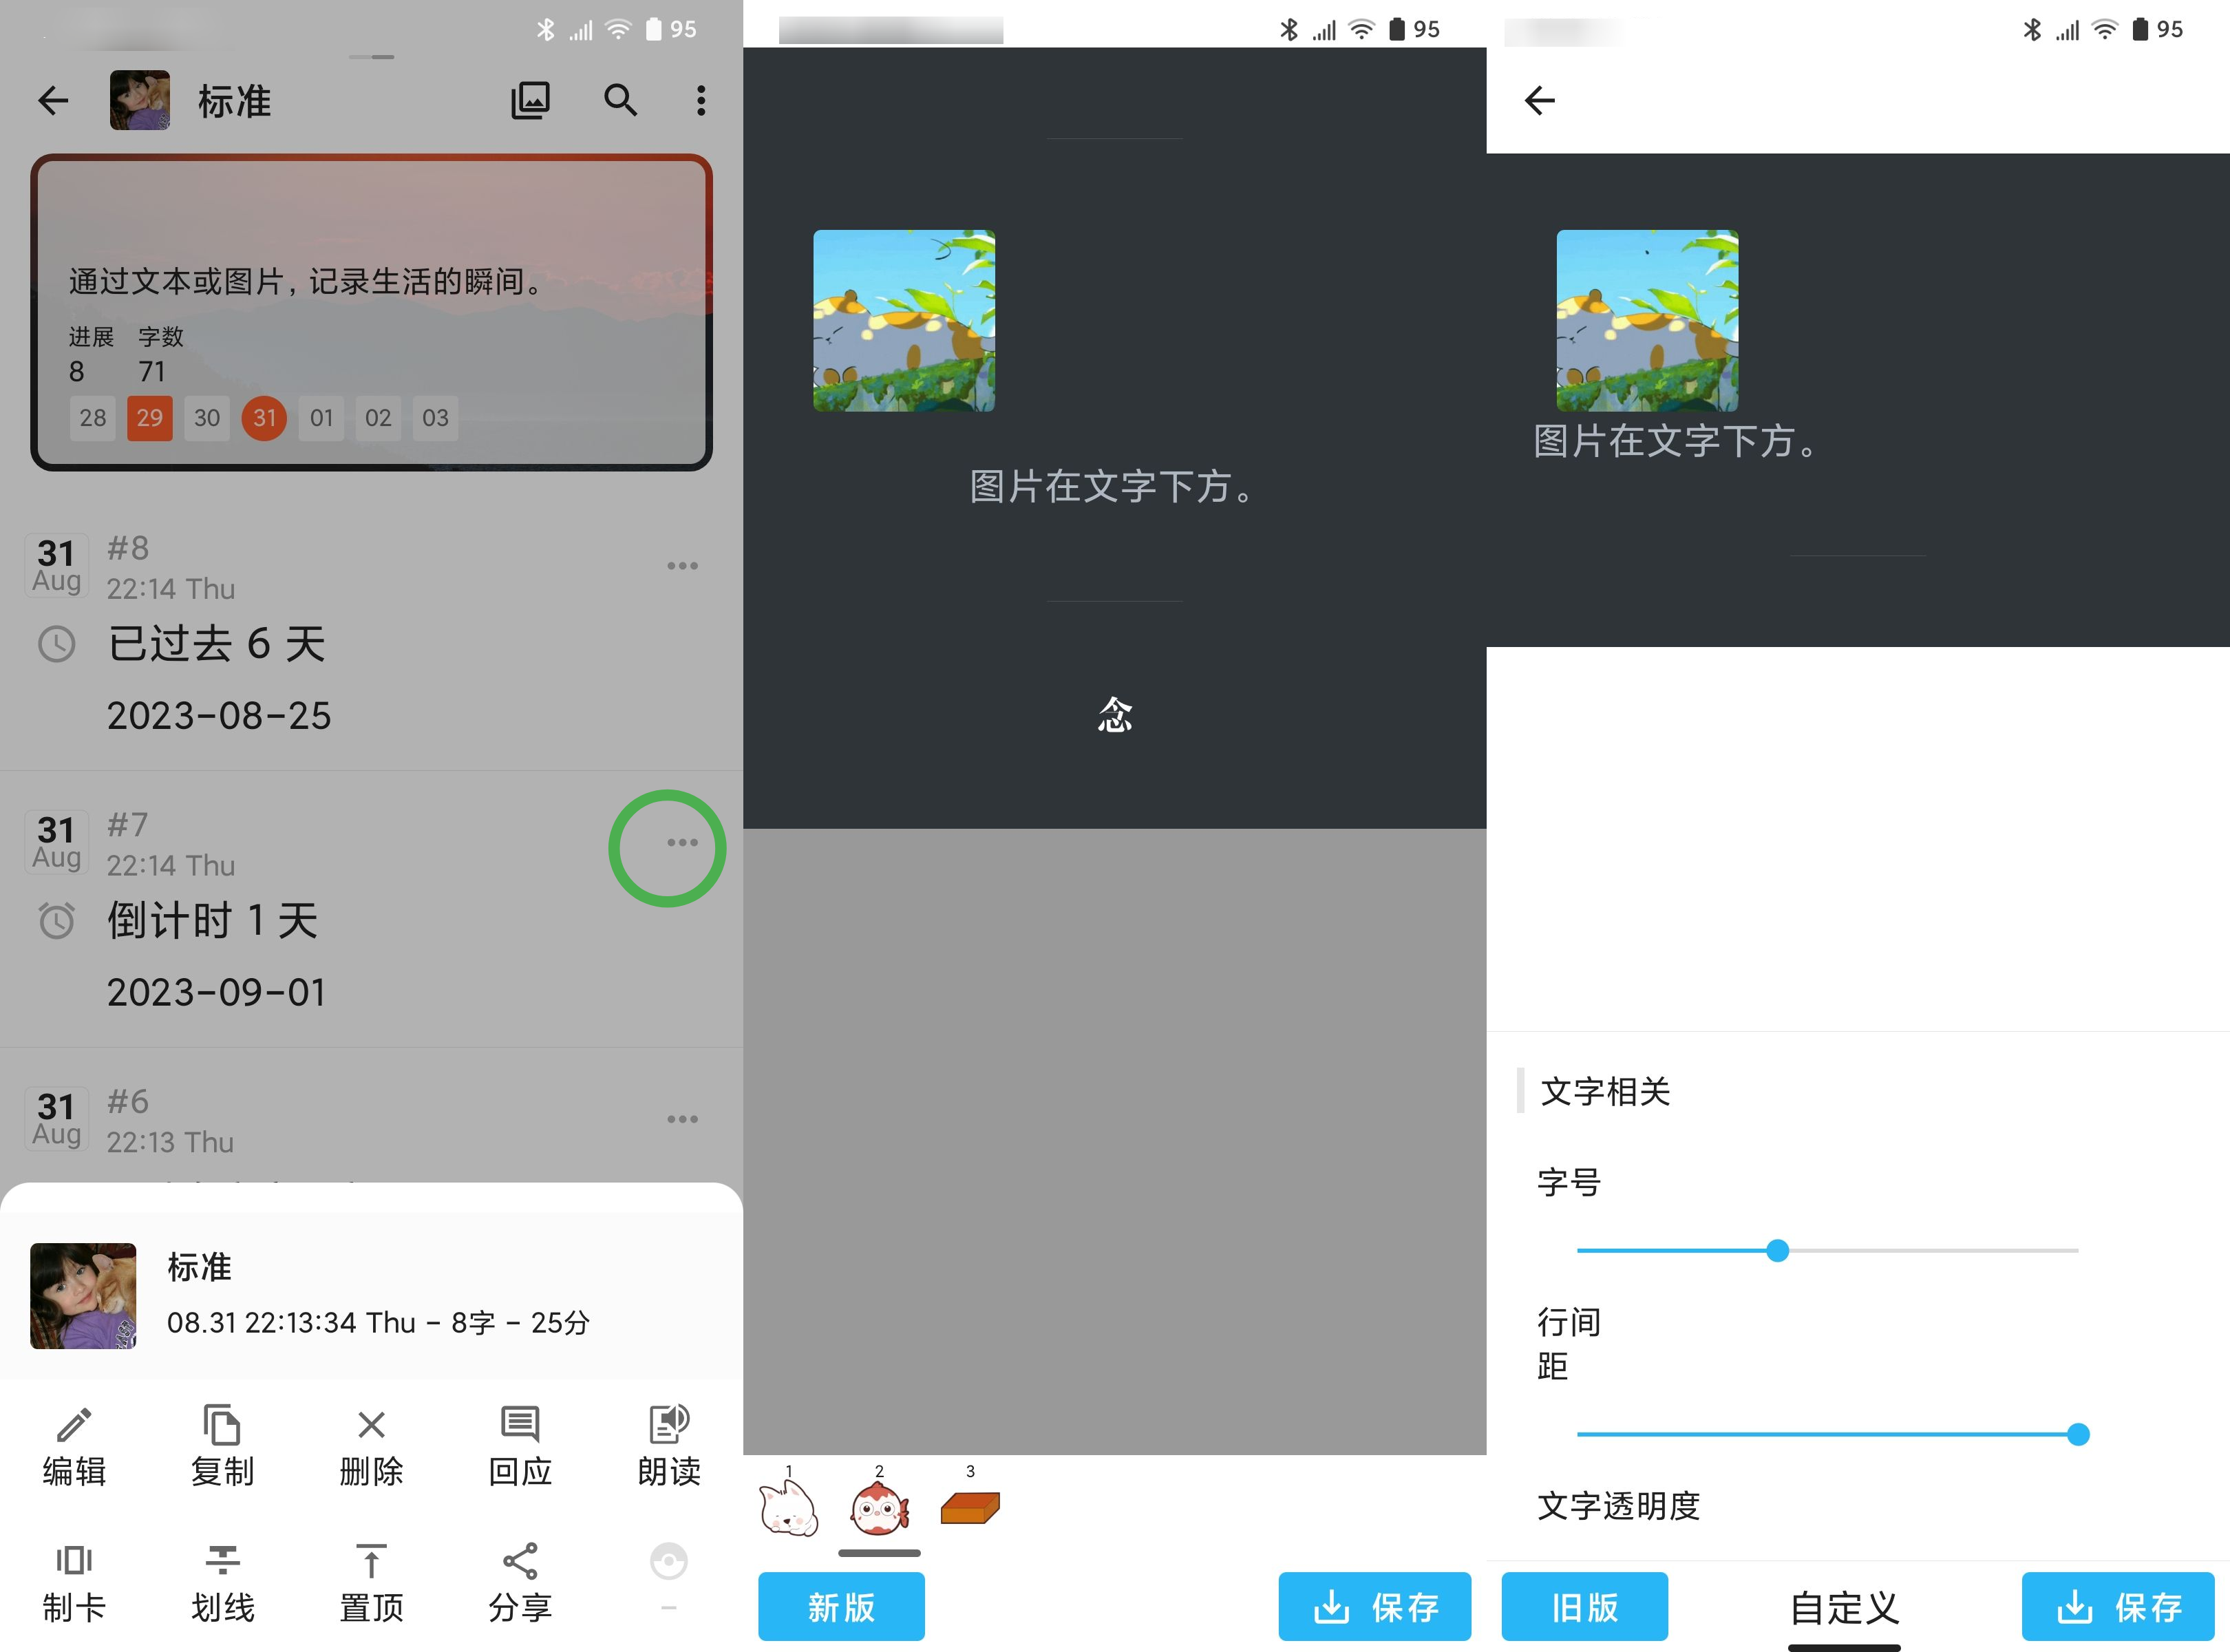 95
标准
通过文本或图片，记录生活的瞬间。
进展 字数
8 71
28 29 30 31 01 02 03
31 #8
Aug 22:14 Thu
已过去 6 天
2023-08-25
31 #7
Aug 22:14 Thu
倒计时 1 天
2023-09-01
31 #6
Aug 22:13 Thu
标准
08.31 22:13:34 Thu - 8字 - 25分
编辑 复制 删除 回应 朗读
制卡 划线 置顶 分享 -
95
图片在文字下方。
念
1 2 3
新版 保存
95
图片在文字下方。
文字相关
字号
行间
距
文字透明度
旧版 自定义 保存